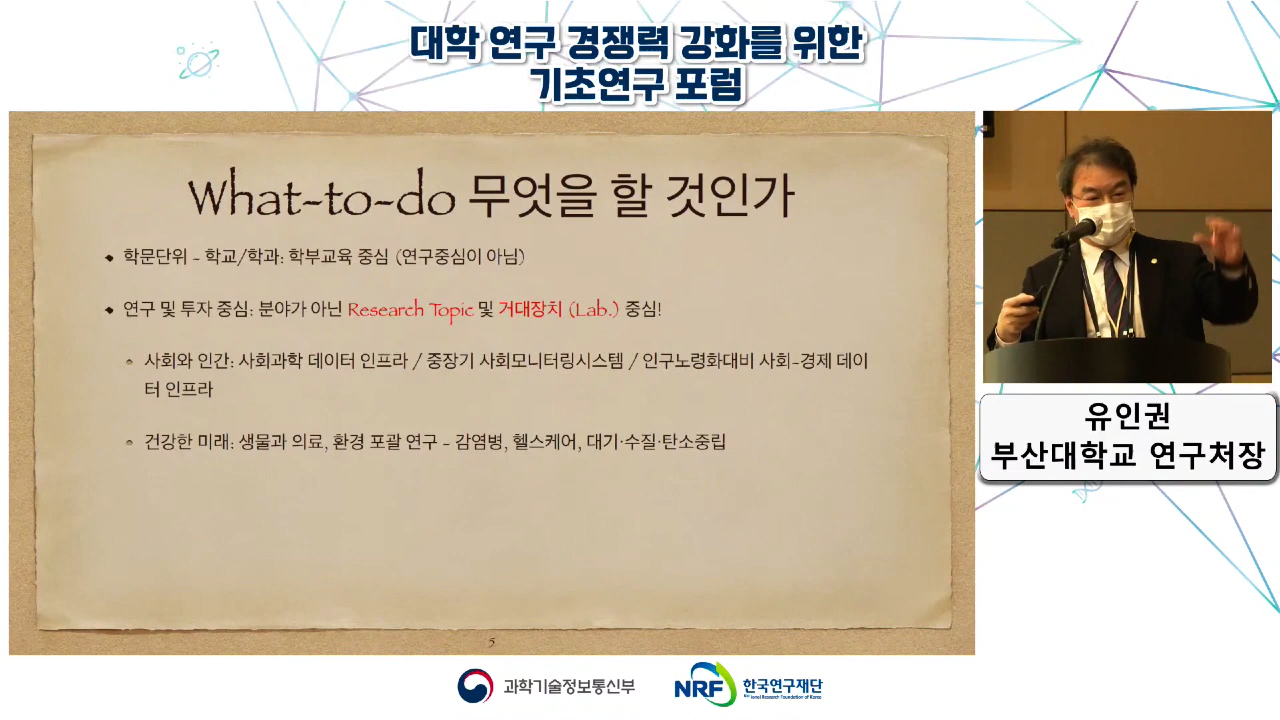 대학 연구 경쟁력 강화를 위한
기초연구 포럼
What-to-do 무엇을 할 것인가
학문단위 - 학교/학과: 학부교육 중심 (연구중심이 아님)
연구 및 투자 중심: 분야가 아닌 Research Topic 및 거대장치 (Lab.) 중심!
사회와 인간: 사회과학 데이터 인프라 / 중장기 사회모니터링시스템 / 인구노령화대비 사회-경제 데이
터 인프라
건강한 미래: 생물과 의료, 환경 포괄 연구 - 감염병, 헬스케어, 대기·수질·탄소중립
5
유인권
부산대학교 연구처장
과학기술정보통신부
NRF 한국연구재단
National Research Foundation of Korea